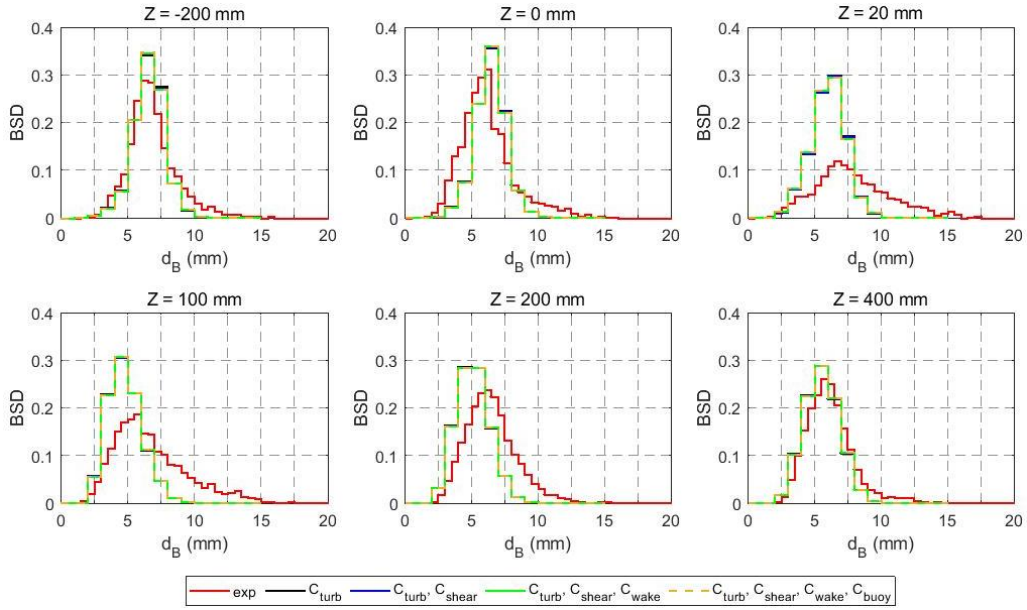 Z = -200 mm
Z = 0 mm
Z = 20 mm
0.4
0.3
0.2
0.1
0
BSD
0 5 10 15 20
d_B (mm)
0.4
0.3
0.2
0.1
0
BSD
0 5 10 15 20
d_B (mm)
0.4
0.3
0.2
0.1
0
BSD
0 5 10 15 20
d_B (mm)
Z = 100 mm
Z = 200 mm
Z = 400 mm
0.4
0.3
0.2
0.1
0
BSD
0 5 10 15 20
d_B (mm)
0.4
0.3
0.2
0.1
0
BSD
0 5 10 15 20
d_B (mm)
0.4
0.3
0.2
0.1
0
BSD
0 5 10 15 20
d_B (mm)
exp C_turb C_turb, C_shear C_turb, C_shear, C_wake C_turb, C_shear, C_wake, C_buoy